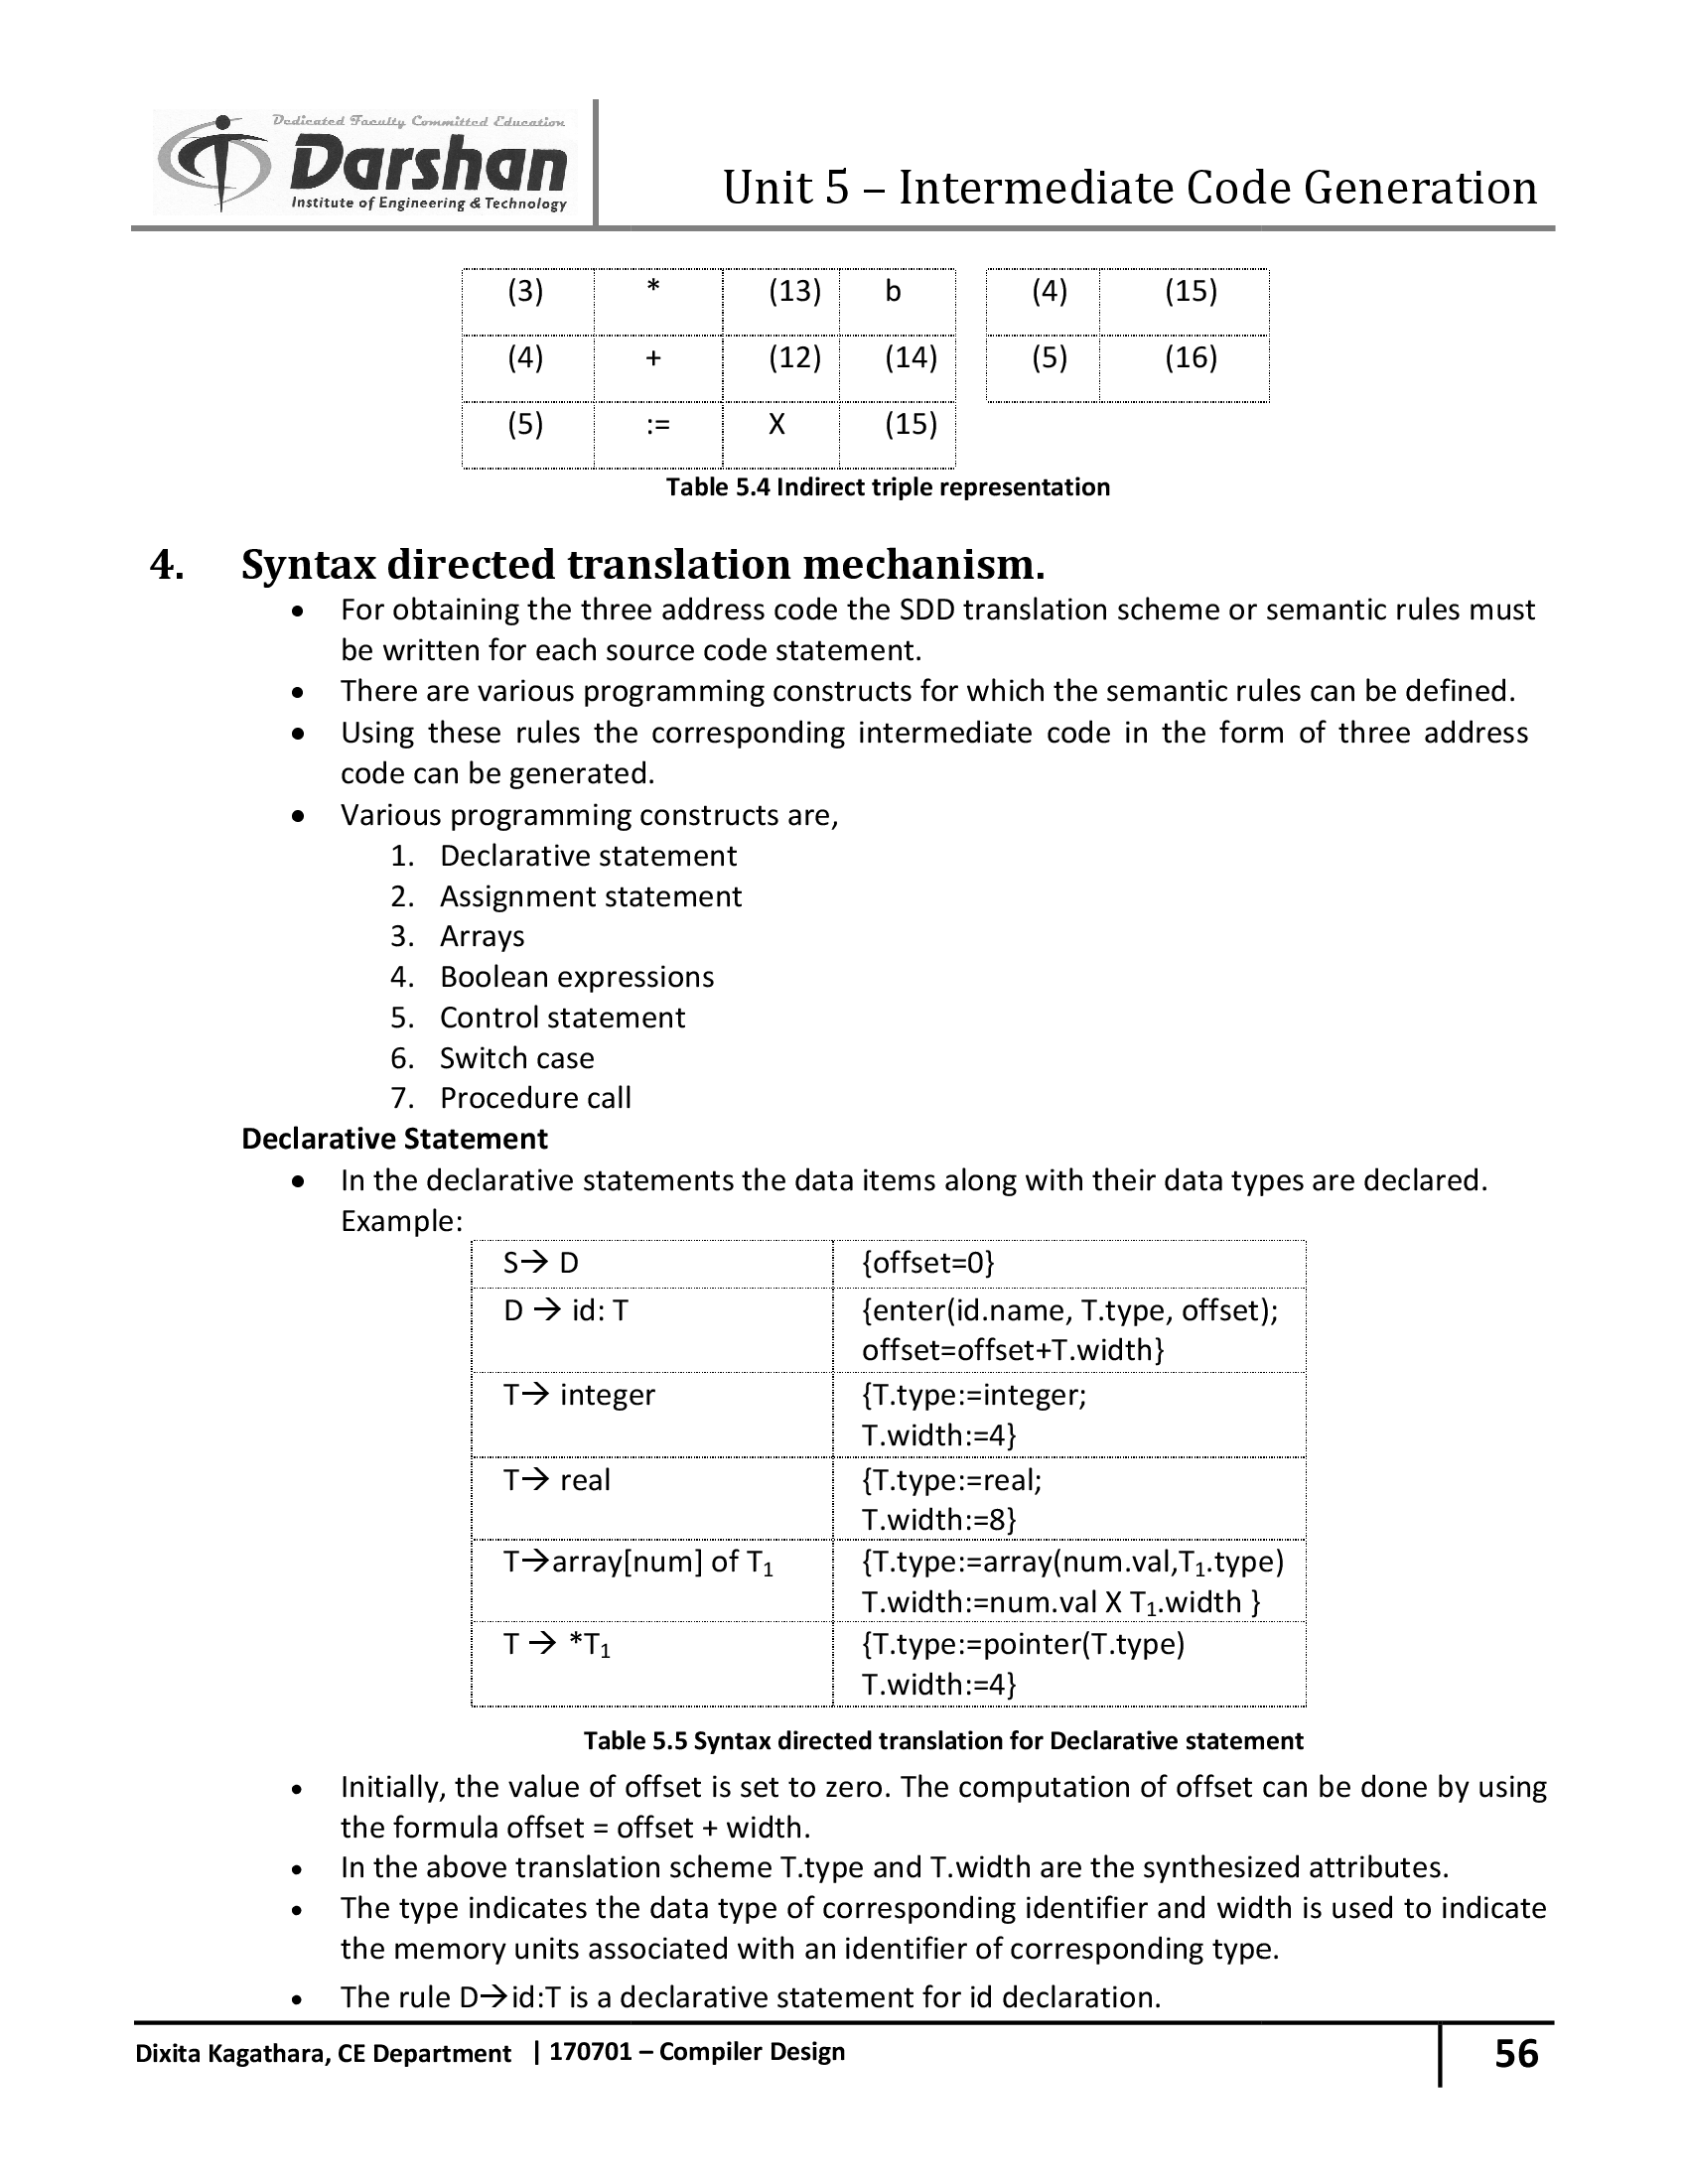 Dedicated Faculty Committed Education
Darshan
Institute of Engineering & Technology
Unit 5 – Intermediate Code Generation
(3) * (13) b (4) (15)
(4) + (12) (14) (5) (16)
(5) := X (15)
Table 5.4 Indirect triple representation
4. Syntax directed translation mechanism.
• For obtaining the three address code the SDD translation scheme or semantic rules must
be written for each source code statement.
• There are various programming constructs for which the semantic rules can be defined.
• Using these rules the corresponding intermediate code in the form of three address
code can be generated.
• Various programming constructs are,
1. Declarative statement
2. Assignment statement
3. Arrays
4. Boolean expressions
5. Control statement
6. Switch case
7. Procedure call
Declarative Statement
• In the declarative statements the data items along with their data types are declared.
Example:
S→ D {offset=0}
D → id: T {enter(id.name, T.type, offset);
offset=offset+T.width}
T→ integer {T.type:=integer;
T.width:=4}
T→ real {T.type:=real;
T.width:=8}
T→array[num] of T₁ {T.type:=array(num.val,T₁.type)
T.width:=num.val X T₁.width }
T → *T₁ {T.type:=pointer(T.type)
T.width:=4}
Table 5.5 Syntax directed translation for Declarative statement
• Initially, the value of offset is set to zero. The computation of offset can be done by using
the formula offset = offset + width.
• In the above translation scheme T.type and T.width are the synthesized attributes.
• The type indicates the data type of corresponding identifier and width is used to indicate
the memory units associated with an identifier of corresponding type.
• The rule D→id:T is a declarative statement for id declaration.
Dixita Kagathara, CE Department | 170701 – Compiler Design 56